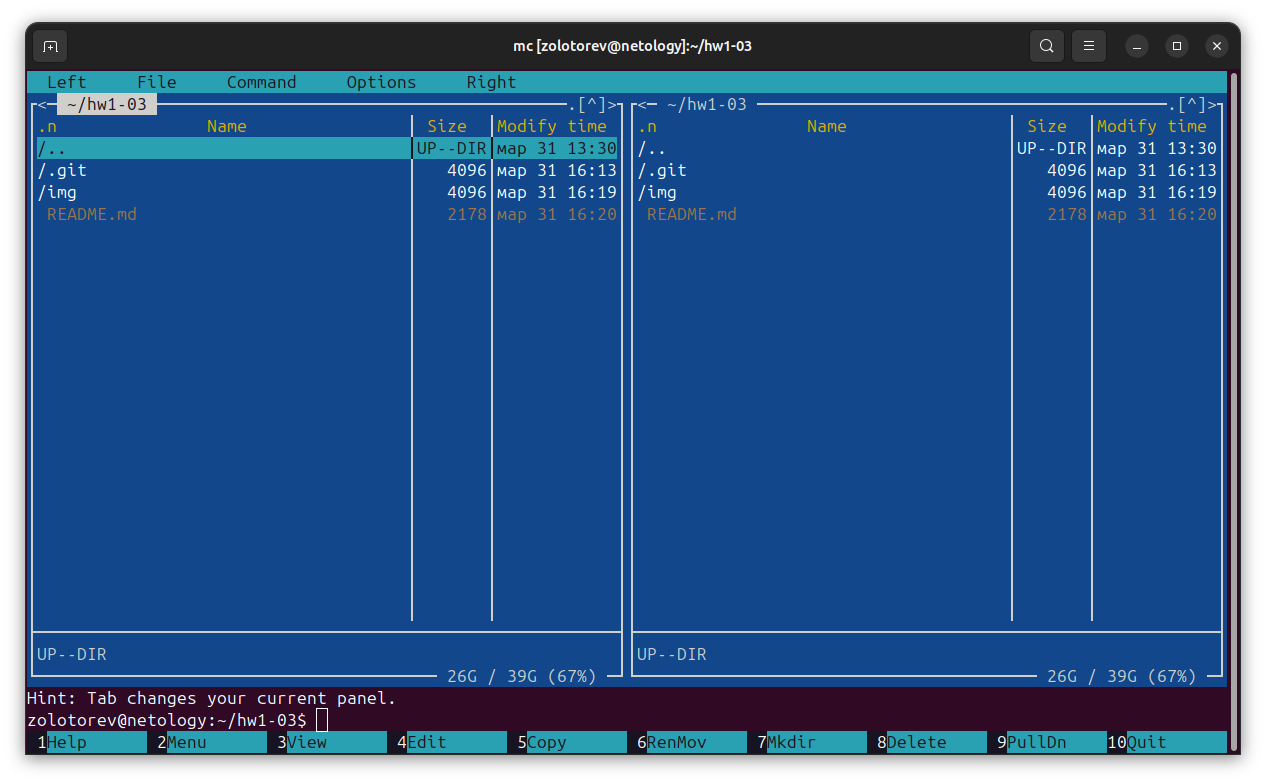 mc [zolotorev@netology]:~/hw1-03
Left File Command Options Right
<─ ~/hw1-03 ─.[^]> <─ ~/hw1-03 ─.[^]>
.n Name Size Modify time .n Name Size Modify time
/.. UP--DIR мар 31 13:30 /.. UP--DIR мар 31 13:30
/.git 4096 мар 31 16:13 /.git 4096 мар 31 16:13
/img 4096 мар 31 16:19 /img 4096 мар 31 16:19
README.md 2178 мар 31 16:20 README.md 2178 мар 31 16:20
UP--DIR UP--DIR
26G / 39G (67%) 26G / 39G (67%)
Hint: Tab changes your current panel.
zolotorev@netology:~/hw1-03$
1Help 2Menu 3View 4Edit 5Copy 6RenMov 7Mkdir 8Delete 9PullDn 10Quit